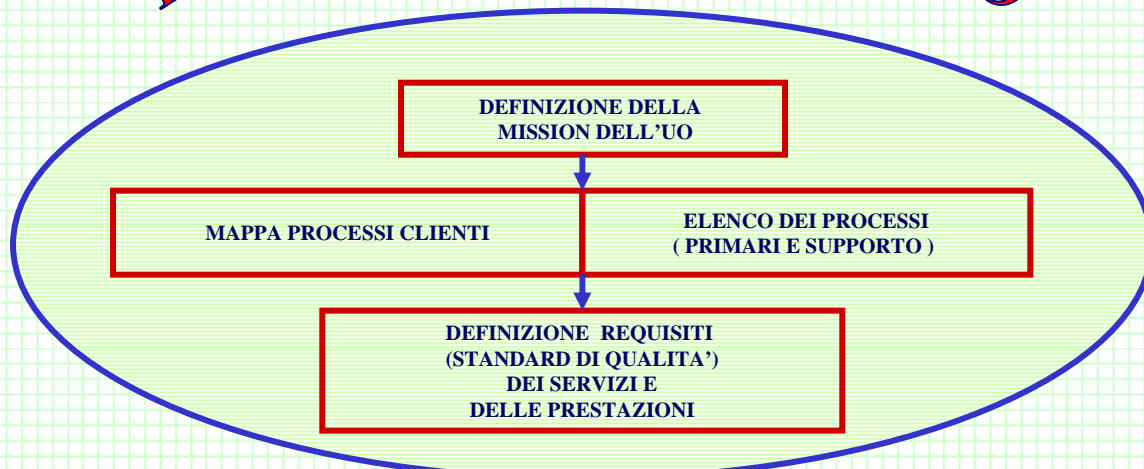 DEFINIZIONE DELLA
MISSION DELL’UO
MAPPA PROCESSI CLIENTI
ELENCO DEI PROCESSI
( PRIMARI E SUPPORTO )
DEFINIZIONE REQUISITI
(STANDARD DI QUALITA’)
DEI SERVIZI E
DELLE PRESTAZIONI